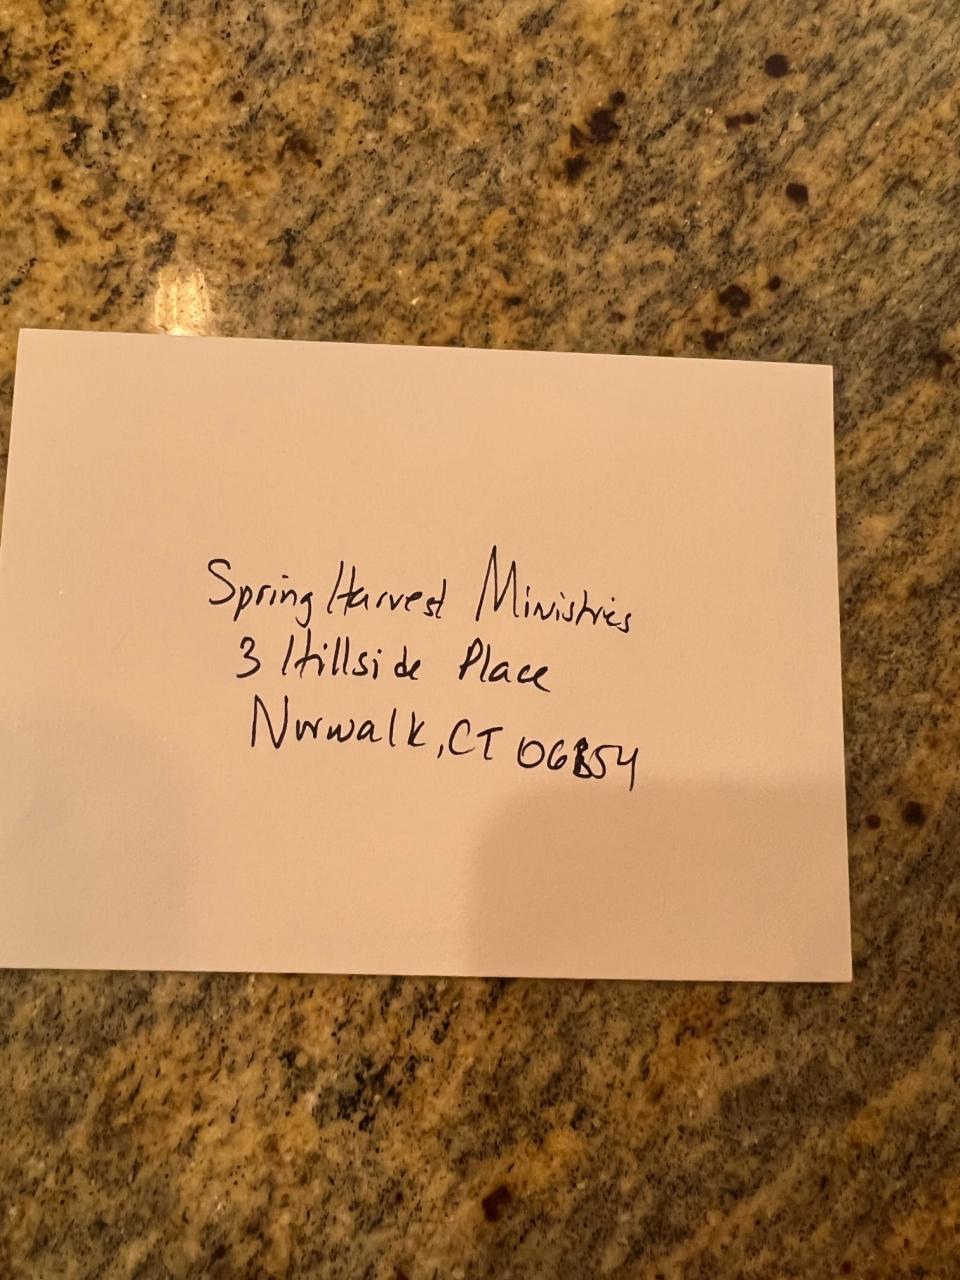 Spring Harvest Ministries
3 Hillside Place
Norwalk, CT 06854